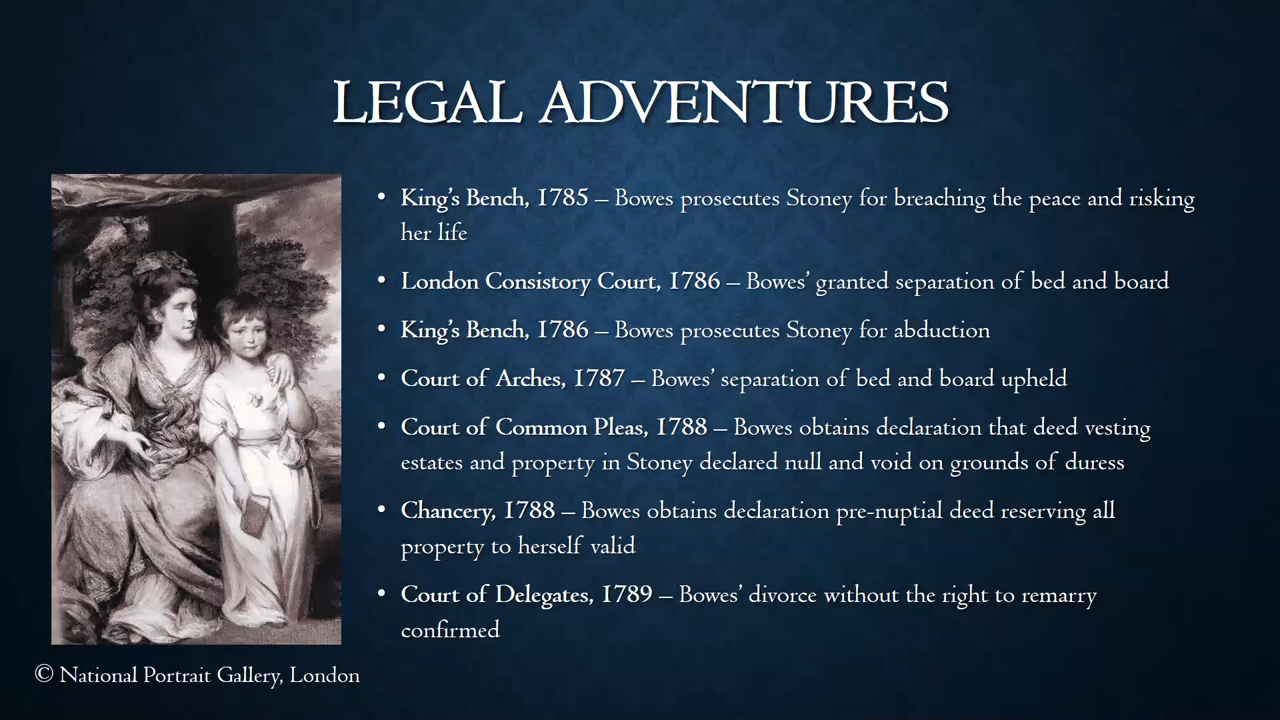 LEGAL ADVENTURES
• King's Bench, 1785 – Bowes prosecutes Stoney for breaching the peace and risking
her life
• London Consistory Court, 1786 – Bowes' granted separation of bed and board
• King's Bench, 1786 – Bowes prosecutes Stoney for abduction
• Court of Arches, 1787 – Bowes' separation of bed and board upheld
• Court of Common Pleas, 1788 – Bowes obtains declaration that deed vesting
estates and property in Stoney declared null and void on grounds of duress
• Chancery, 1788 – Bowes obtains declaration pre-nuptial deed reserving all
property to herself valid
• Court of Delegates, 1789 – Bowes' divorce without the right to remarry
confirmed
© National Portrait Gallery, London